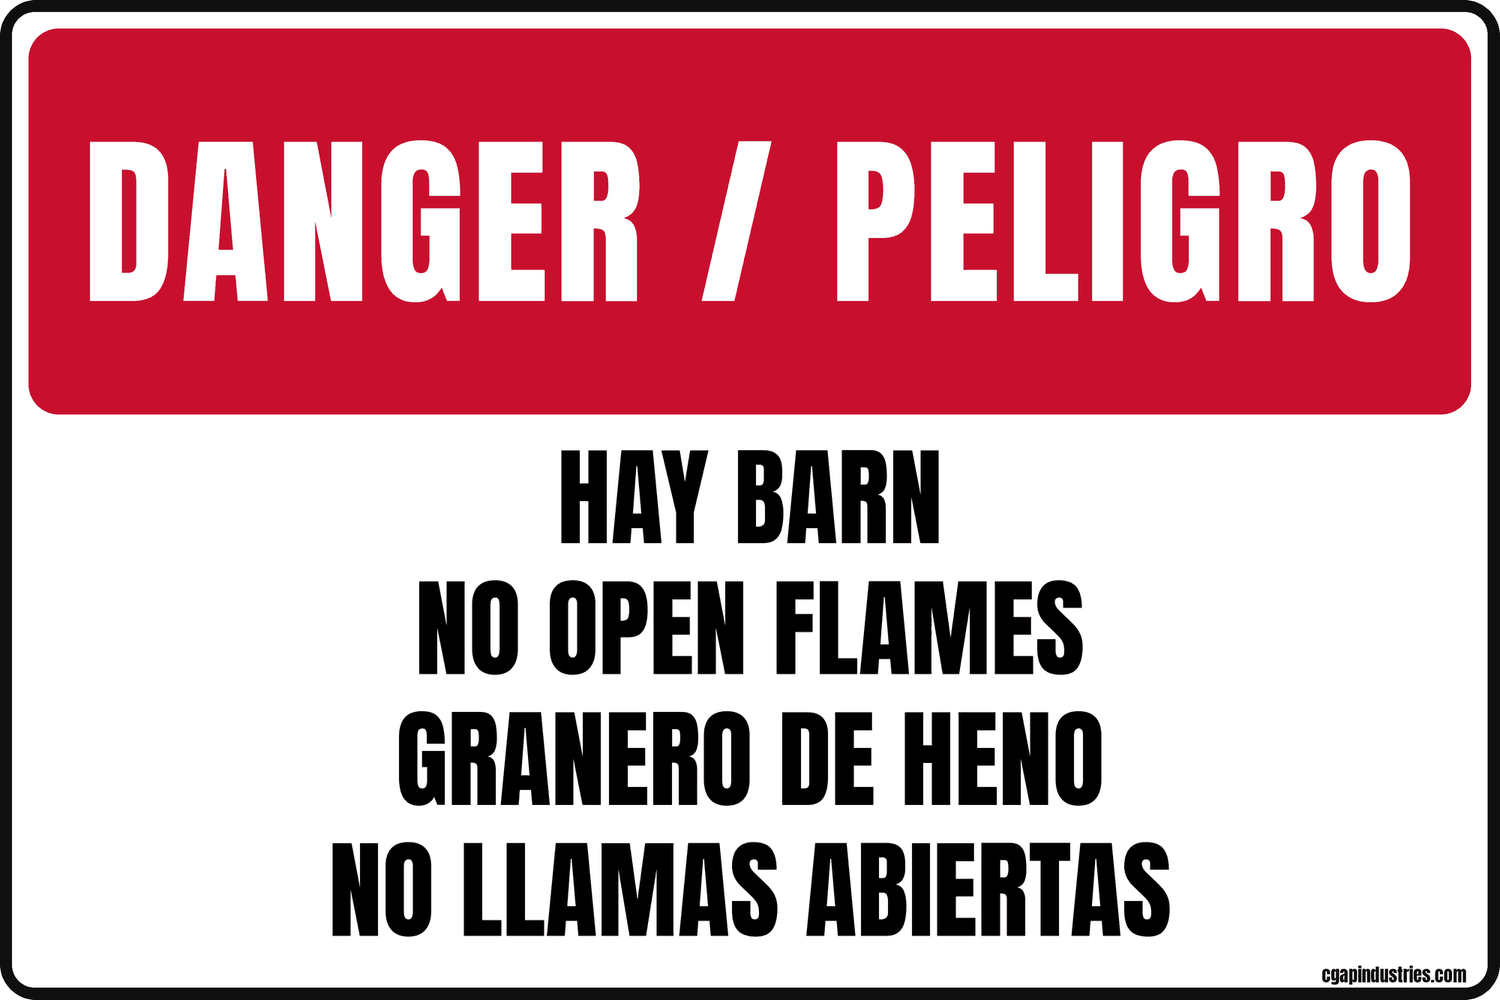 DANGER / PELIGRO
HAY BARN
NO OPEN FLAMES
GRANERO DE HENO
NO LLAMAS ABIERTAS
cgapindustries.com